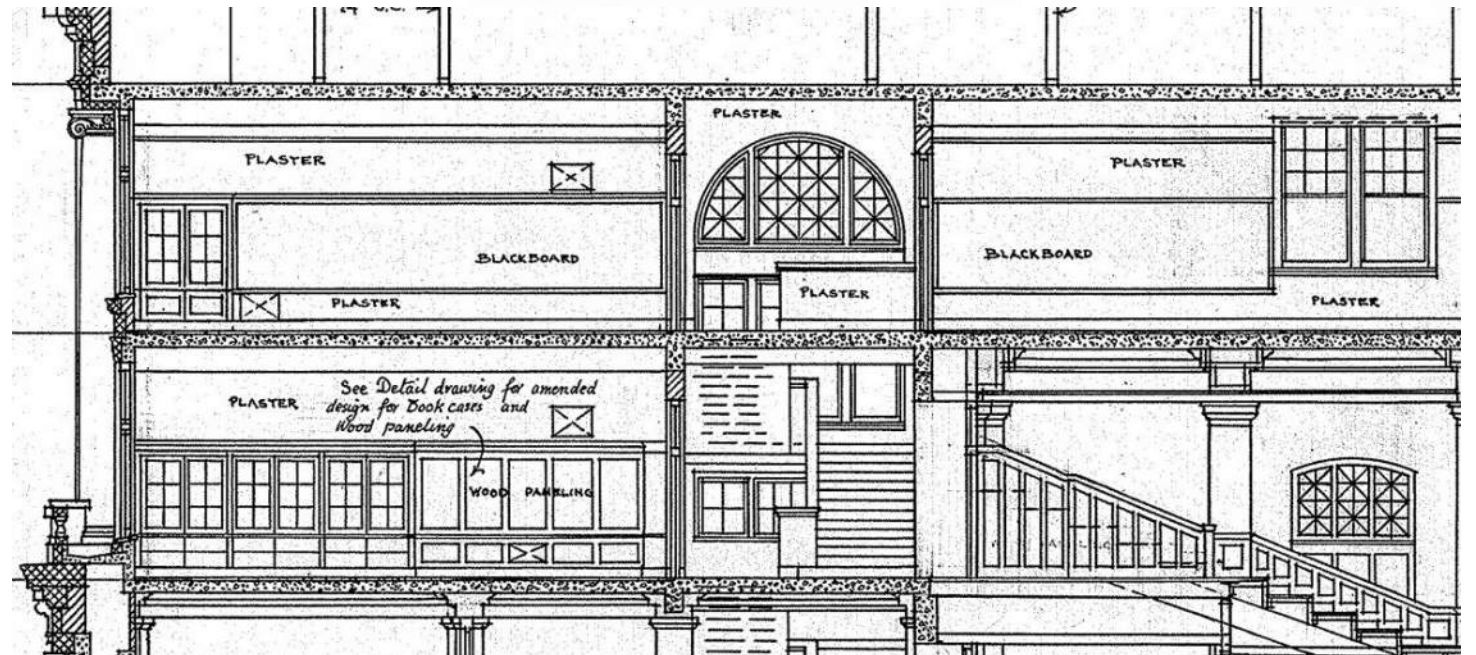 PLASTER
PLASTER
PLASTER
BLACKBOARD
BLACKBOARD
PLASTER
PLASTER
PLASTER
See Detail drawing for amended
design for Book cases and
Wood paneling
PLASTER
WOOD PANELING